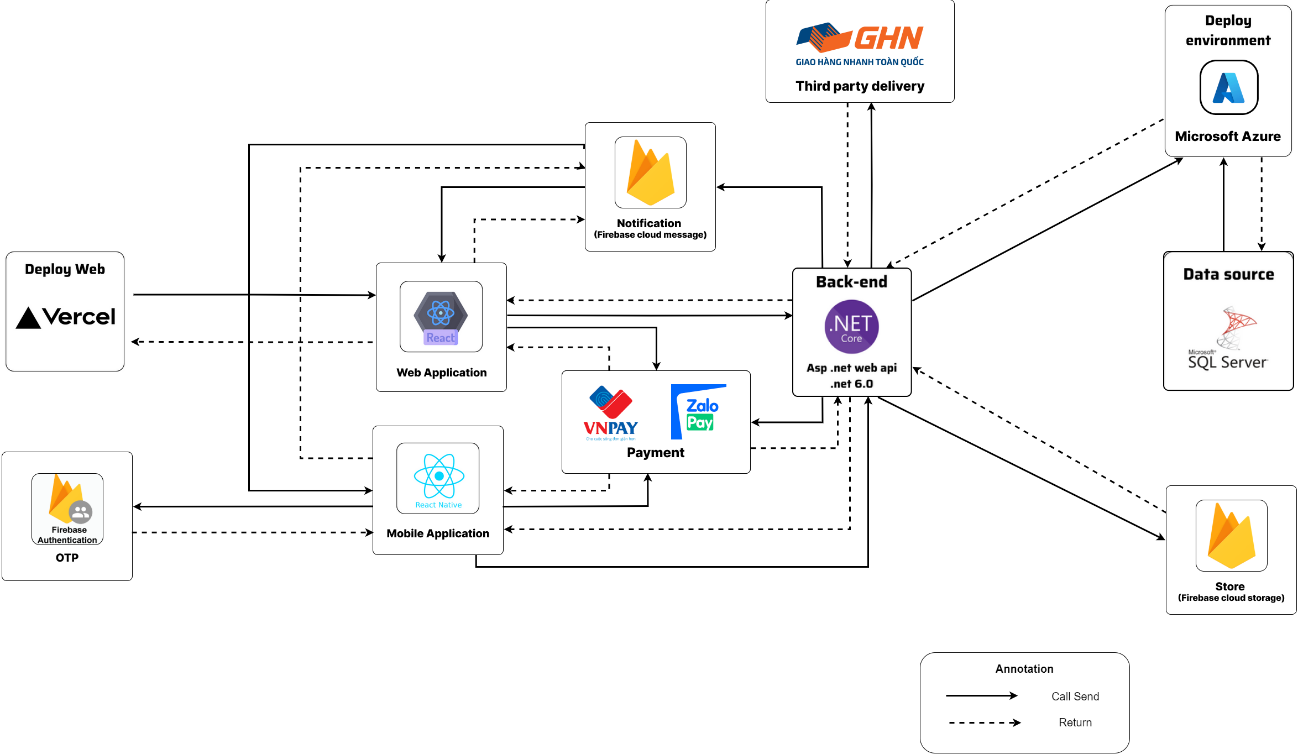 GHN
GIAO HÀNG NHANH TOÀN QUỐC
Third party delivery
Deploy
environment
Microsoft Azure
Notification
(Firebase cloud message)
Deploy Web
Vercel
React
Web Application
Back-end
.NET
Core
Asp .net web api
.net 6.0
Data source
Microsoft
SQL Server
VNPAY
Zalo
Pay
Payment
React Native
Mobile Application
Firebase
Authentication
OTP
Store
(Firebase cloud storage)
Annotation
Call Send
Return